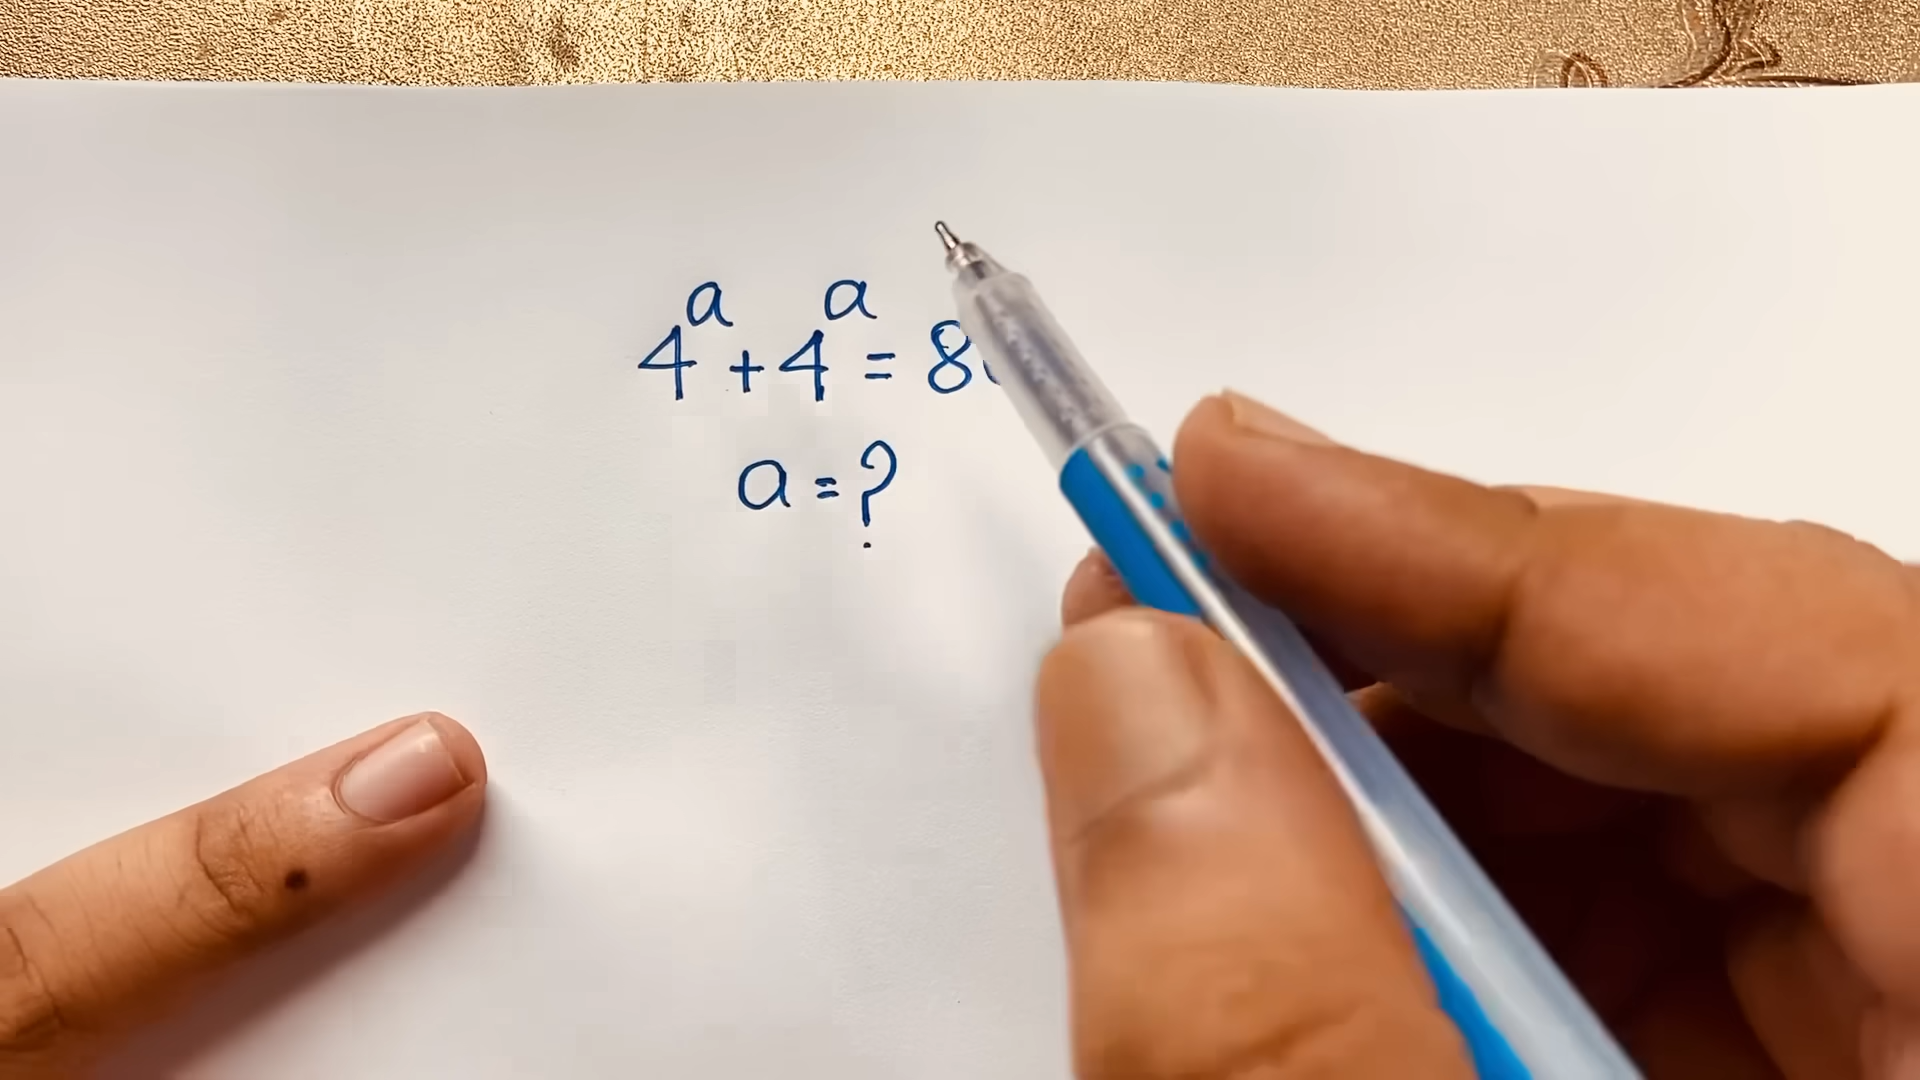 4ᵃ + 4ᵃ = 8
a = ?